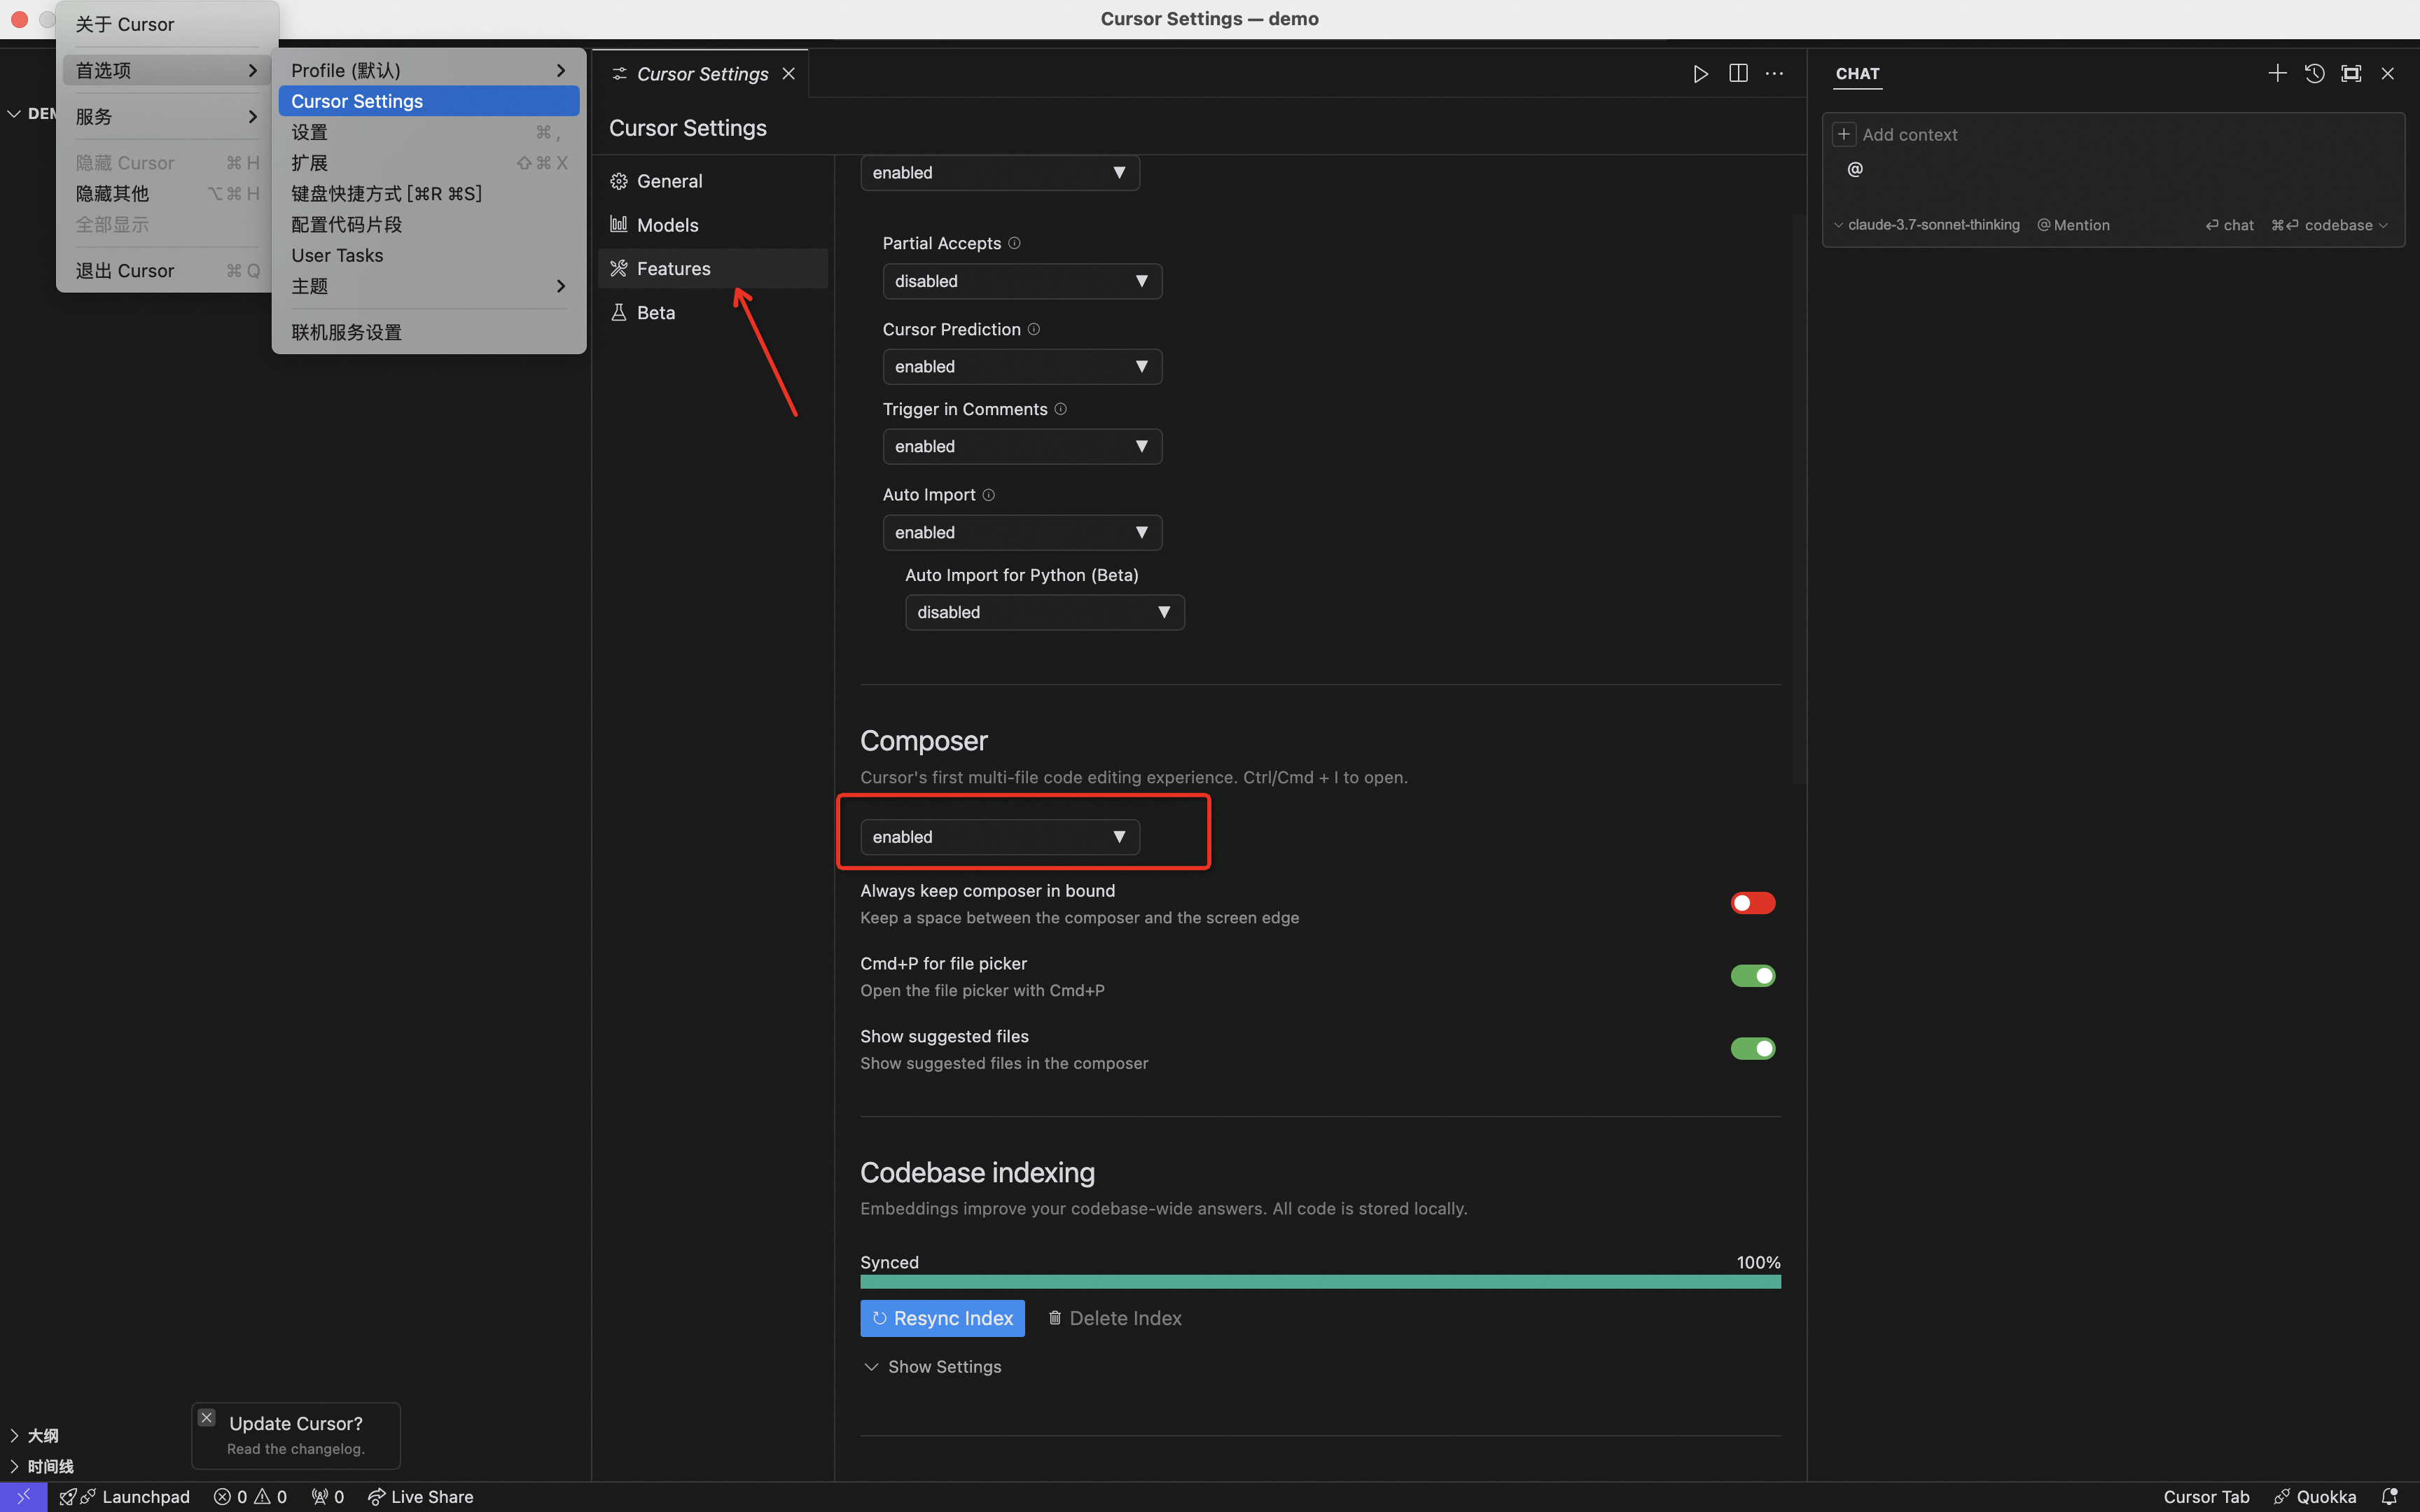 Cursor Settings — demo
关于 Cursor
首选项
服务
隐藏 Cursor ⌘ H
隐藏其他 ⌥ ⌘ H
全部显示
退出 Cursor ⌘ Q
Profile (默认)
Cursor Settings
设置 ⌘ ,
扩展 ⇧ ⌘ X
键盘快捷方式 [⌘R ⌘S]
配置代码片段
User Tasks
主题
联机服务设置
DEM
大纲
时间线
Update Cursor?
Read the changelog.
Cursor Settings
Cursor Settings
General
Models
Features
Beta
enabled
Partial Accepts
disabled
Cursor Prediction
enabled
Trigger in Comments
enabled
Auto Import
enabled
Auto Import for Python (Beta)
disabled
Composer
Cursor's first multi-file code editing experience. Ctrl/Cmd + I to open.
enabled
Always keep composer in bound
Keep a space between the composer and the screen edge
Cmd+P for file picker
Open the file picker with Cmd+P
Show suggested files
Show suggested files in the composer
Codebase indexing
Embeddings improve your codebase-wide answers. All code is stored locally.
Synced 100%
Resync Index Delete Index
Show Settings
CHAT
Add context
@
claude-3.7-sonnet-thinking @ Mention ⏎ chat ⌘⏎ codebase
Launchpad 0 0 0 Live Share Cursor Tab Quokka